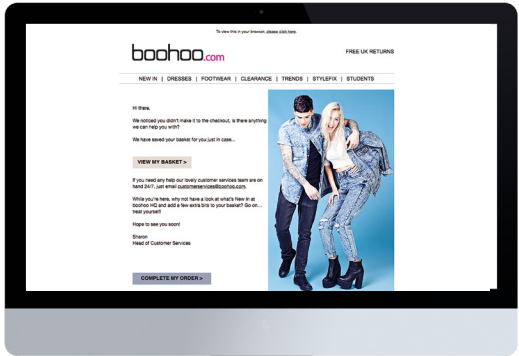 To view this in your browser, please click here.
boohoo.com
FREE UK RETURNS
NEW IN | DRESSES | FOOTWEAR | CLEARANCE | TRENDS | STYLEFIX | STUDENTS
Hi there,
We noticed you didn't make it to the checkout, is there anything
we can help you with?
We have saved your basket for you just in case...
VIEW MY BASKET >
If you need any help our lovely customer services team are on
hand 24/7, just email customerservices@boohoo.com.
While you're here, why not have a look at what's New In at
boohoo HQ and add a few extra bits to your basket? Go on...
treat yourself!
Hope to see you soon!
Sharon
Head of Customer Services
COMPLETE MY ORDER >